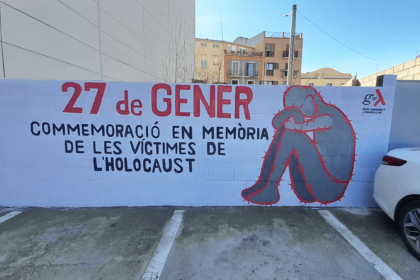 27 de GENER
COMMEMORACIÓ EN MEMÒRIA
DE LES VÍCTIMES DE
L'HOLOCAUST